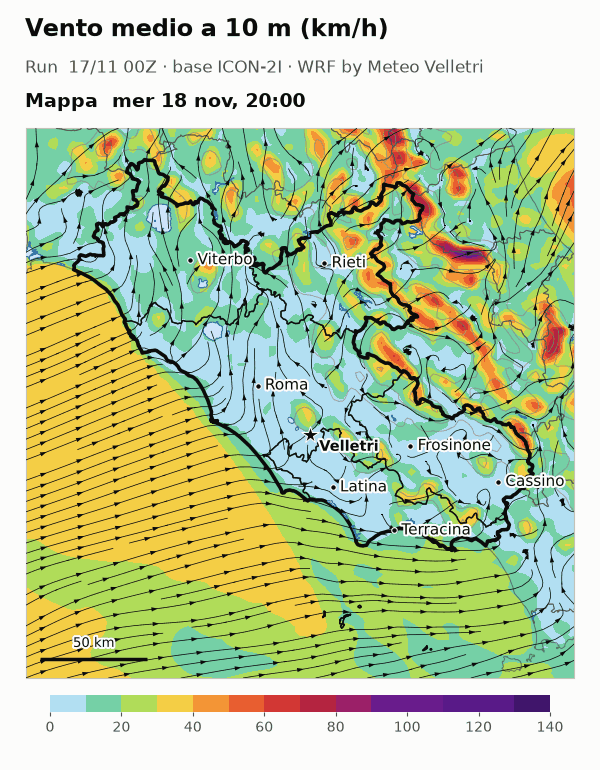 Vento medio a 10 m (km/h)
Run 17/11 00Z · base ICON-2I · WRF by Meteo Velletri
Mappa mer 18 nov, 20:00
Viterbo
Rieti
Roma
Velletri
Frosinone
Latina
Cassino
Terracina
50 km
0 20 40 60 80 100 120 140